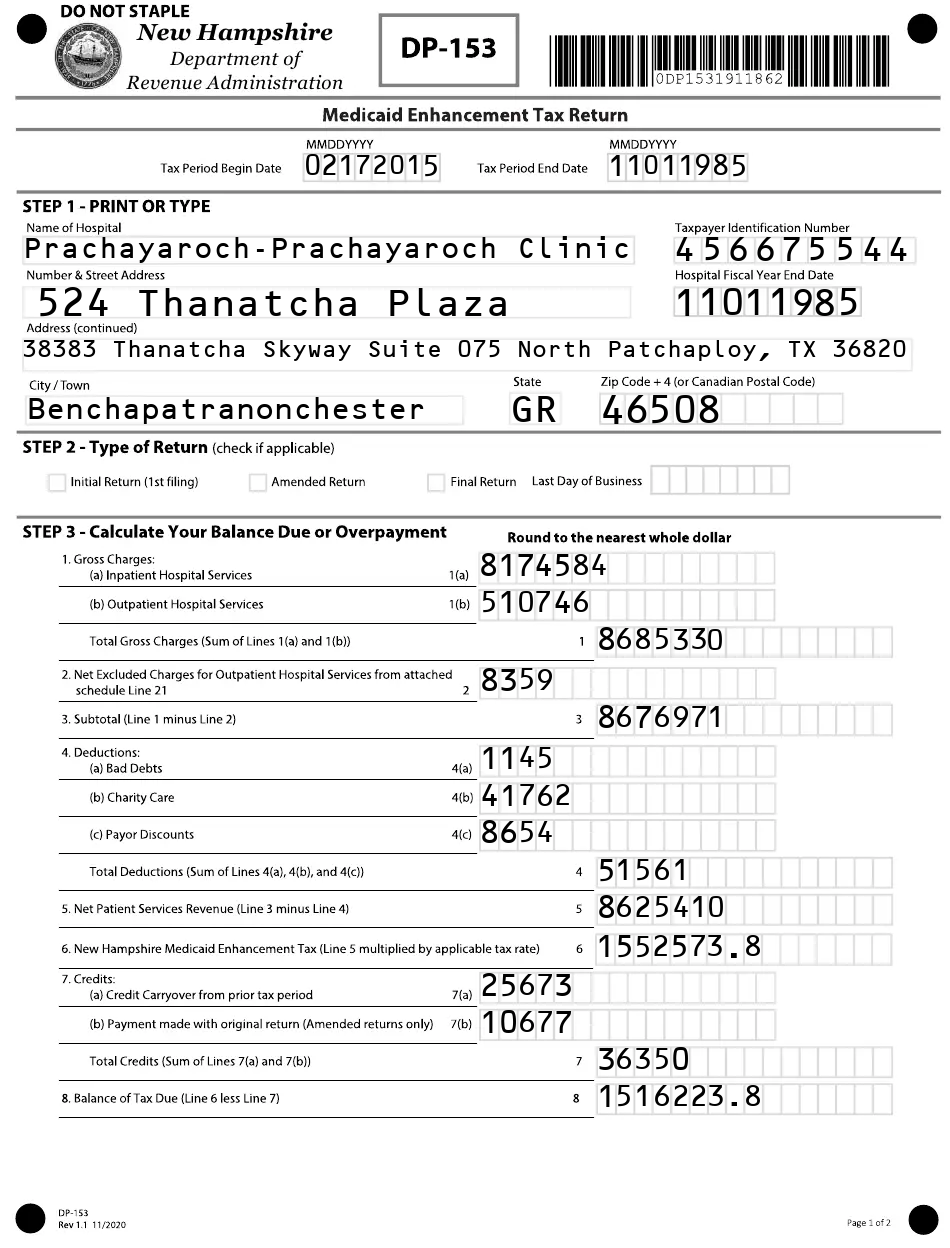 DO NOT STAPLE
New Hampshire
Department of
Revenue Administration
DP-153
0DP1531911862
Medicaid Enhancement Tax Return
MMDDYYYY MMDDYYYY
Tax Period Begin Date 02172015 Tax Period End Date 11011985
STEP 1 - PRINT OR TYPE
Name of Hospital Taxpayer Identification Number
Prachayaroch-Prachayaroch Clinic 456675544
Number & Street Address Hospital Fiscal Year End Date
524 Thanatcha Plaza 11011985
Address (continued)
38383 Thanatcha Skyway Suite 075 North Patchaploy, TX 36820
City / Town State Zip Code + 4 (or Canadian Postal Code)
Benchapatranonchester GR 46508
STEP 2 - Type of Return (check if applicable)
Initial Return (1st filing) Amended Return Final Return Last Day of Business
STEP 3 - Calculate Your Balance Due or Overpayment Round to the nearest whole dollar
1. Gross Charges:
(a) Inpatient Hospital Services 1(a) 8174584
(b) Outpatient Hospital Services 1(b) 510746
Total Gross Charges (Sum of Lines 1(a) and 1(b)) 1 8685330
2. Net Excluded Charges for Outpatient Hospital Services from attached
schedule Line 21 2 8359
3. Subtotal (Line 1 minus Line 2) 3 8676971
4. Deductions:
(a) Bad Debts 4(a) 1145
(b) Charity Care 4(b) 41762
(c) Payor Discounts 4(c) 8654
Total Deductions (Sum of Lines 4(a), 4(b), and 4(c)) 4 51561
5. Net Patient Services Revenue (Line 3 minus Line 4) 5 8625410
6. New Hampshire Medicaid Enhancement Tax (Line 5 multiplied by applicable tax rate) 6 1552573.8
7. Credits:
(a) Credit Carryover from prior tax period 7(a) 25673
(b) Payment made with original return (Amended returns only) 7(b) 10677
Total Credits (Sum of Lines 7(a) and 7(b)) 7 36350
8. Balance of Tax Due (Line 6 less Line 7) 8 1516223.8
DP-153
Rev 1.1 11/2020 Page 1 of 2